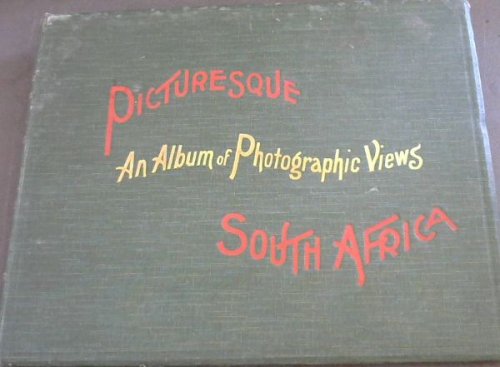 PICTURESQUE
An Album of Photographic Views
SOUTH AFRICA